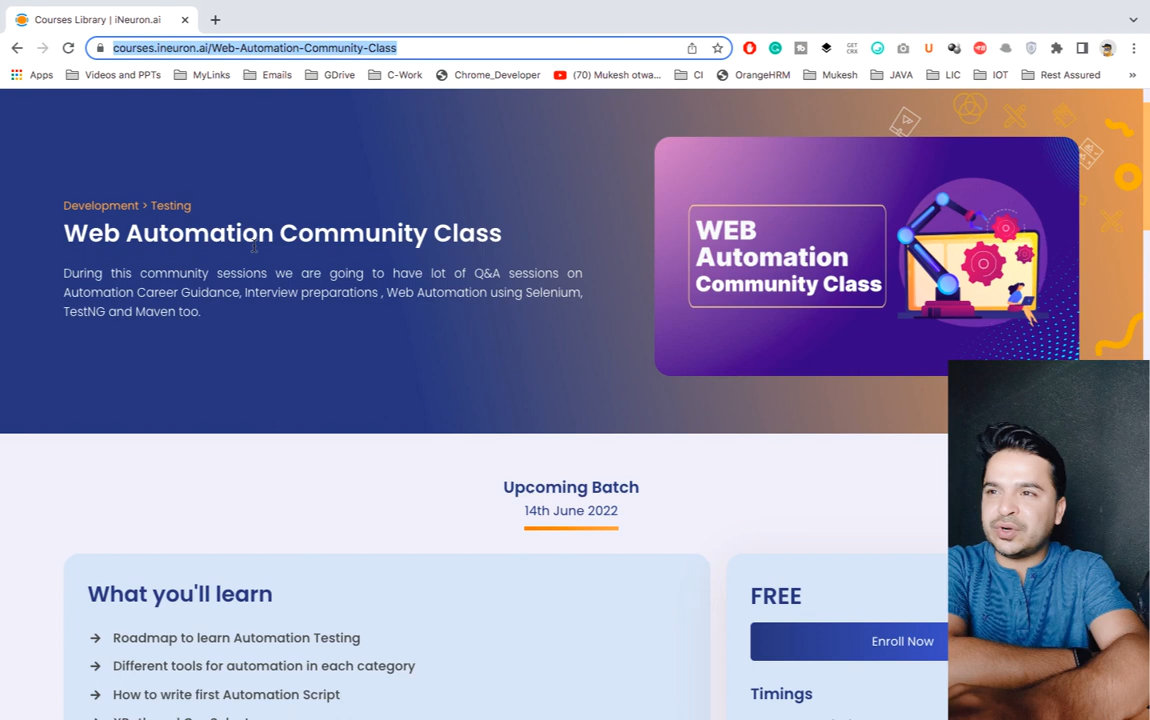 Courses Library | iNeuron.ai
courses.ineuron.ai/Web-Automation-Community-Class
Apps
Videos and PPTs
MyLinks
Emails
GDrive
C-Work
Chrome_Developer
(70) Mukesh otwa...
CI
OrangeHRM
Mukesh
JAVA
LIC
IOT
Rest Assured
»
Development > Testing
Web Automation Community Class
During this community sessions we are going to have lot of Q&A sessions on
Automation Career Guidance, Interview preparations , Web Automation using Selenium,
TestNG and Maven too.
WEB
Automation
Community Class
Upcoming Batch
14th June 2022
What you'll learn
Roadmap to learn Automation Testing
Different tools for automation in each category
How to write first Automation Script
FREE
Enroll Now
Timings